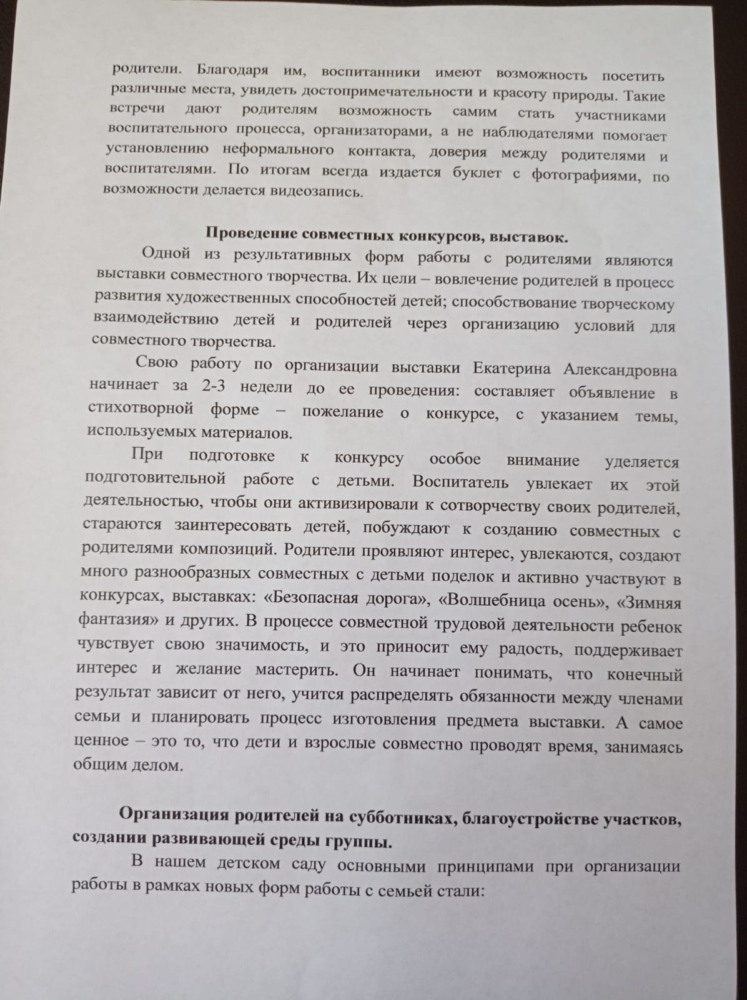 родители. Благодаря им, воспитанники имеют возможность посетить
различные места, увидеть достопримечательности и красоту природы. Такие
встречи дают родителям возможность самим стать участниками
воспитательного процесса, организаторами, а не наблюдателями помогает
установлению неформального контакта, доверия между родителями и
воспитателями. По итогам всегда издается буклет с фотографиями, по
возможности делается видеозапись.
Проведение совместных конкурсов, выставок.
Одной из результативных форм работы с родителями являются
выставки совместного творчества. Их цели – вовлечение родителей в процесс
развития художественных способностей детей; способствование творческому
взаимодействию детей и родителей через организацию условий для
совместного творчества.
Свою работу по организации выставки Екатерина Александровна
начинает за 2-3 недели до ее проведения: составляет объявление в
стихотворной форме – пожелание о конкурсе, с указанием темы,
используемых материалов.
При подготовке к конкурсу особое внимание уделяется
подготовительной работе с детьми. Воспитатель увлекает их этой
деятельностью, чтобы они активизировали к сотворчеству своих родителей,
стараются заинтересовать детей, побуждают к созданию совместных с
родителями композиций. Родители проявляют интерес, увлекаются, создают
много разнообразных совместных с детьми поделок и активно участвуют в
конкурсах, выставках: «Безопасная дорога», «Волшебница осень», «Зимняя
фантазия» и других. В процессе совместной трудовой деятельности ребенок
чувствует свою значимость, и это приносит ему радость, поддерживает
интерес и желание мастерить. Он начинает понимать, что конечный
результат зависит от него, учится распределять обязанности между членами
семьи и планировать процесс изготовления предмета выставки. А самое
ценное – это то, что дети и взрослые совместно проводят время, занимаясь
общим делом.
Организация родителей на субботниках, благоустройстве участков,
создании развивающей среды группы.
В нашем детском саду основными принципами при организации
работы в рамках новых форм работы с семьей стали: